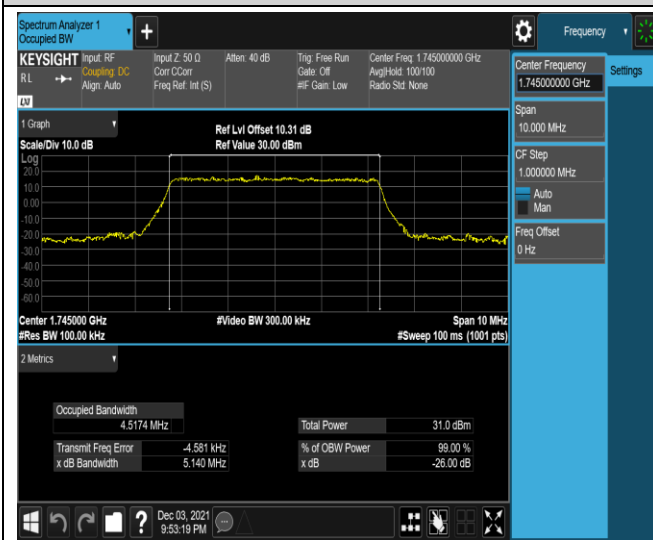 Spectrum Analyzer 1
Occupied BW
+
Frequency
KEYSIGHT
RL
Input: RF
Coupling: DC
Align: Auto
Input Z: 50 Ω
Corr CCorr
Freq Ref: Int (S)
Atten: 40 dB
Trig: Free Run
Gate: Off
#IF Gain: Low
Center Freq: 1.745000000 GHz
Avg|Hold: 100/100
Radio Std: None
LXI
Center Frequency
1.745000000 GHz
Settings
Span
10.000 MHz
CF Step
1.000000 MHz
Auto
Man
Freq Offset
0 Hz
1 Graph
Ref Lvl Offset 10.31 dB
Scale/Div 10.0 dB
Ref Value 30.00 dBm
Log
20.0
10.0
0.00
-10.0
-20.0
-30.0
-40.0
-50.0
-60.0
Center 1.745000 GHz
#Video BW 300.00 kHz
Span 10 MHz
#Res BW 100.00 kHz
#Sweep 100 ms (1001 pts)
2 Metrics
Occupied Bandwidth
4.5174 MHz
Total Power 31.0 dBm
Transmit Freq Error -4.581 kHz
% of OBW Power 99.00 %
x dB Bandwidth 5.140 MHz
x dB -26.00 dB
?
Dec 03, 2021
9:53:19 PM